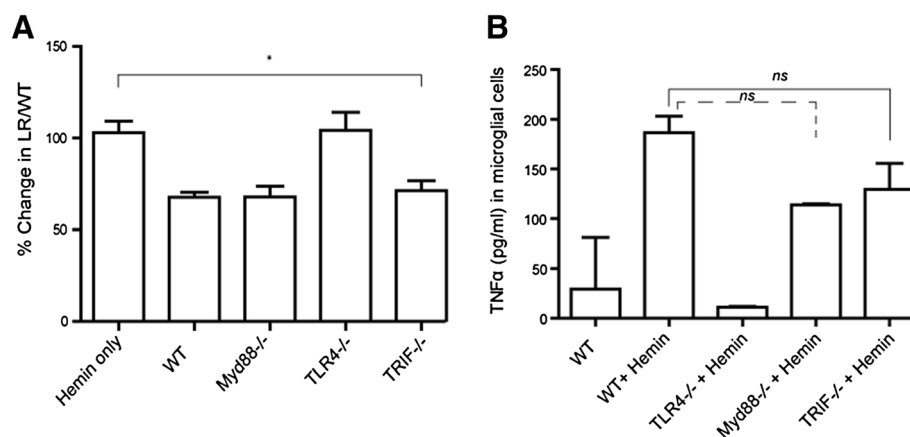 A
% Change in LR/WT
150
100
50
0
*
Hemin only
WT
Myd88-/-
TLR4-/-
TRIF-/-
B
TNFα (pg/ml) in microglial cells
250
200
150
100
50
0
ns
ns
WT
WT+ Hemin
TLR4-/- + Hemin
Myd88-/- + Hemin
TRIF-/- + Hemin